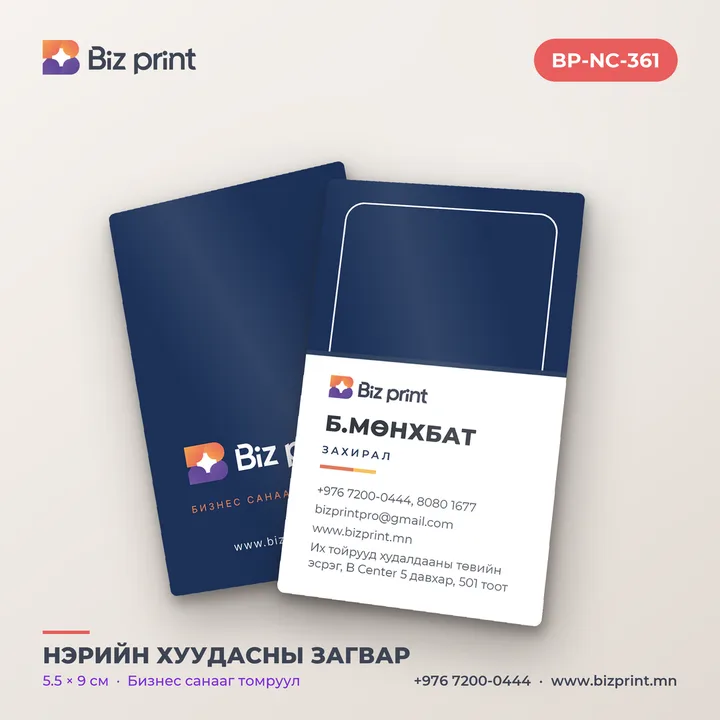 Biz print
BP-NC-361
Biz
БИЗНЕС САНАА
www.biz
Biz print
Б.МӨНХБАТ
ЗАХИРАЛ
+976 7200-0444, 8080 1677
bizprintpro@gmail.com
www.bizprint.mn
Их тойрууд худалдааны төвийн
эсрэг, B Center 5 давхар, 501 тоот
НЭРИЙН ХУУДАСНЫ ЗАГВАР
5.5 × 9 см · Бизнес санааг томруул
+976 7200-0444 · www.bizprint.mn